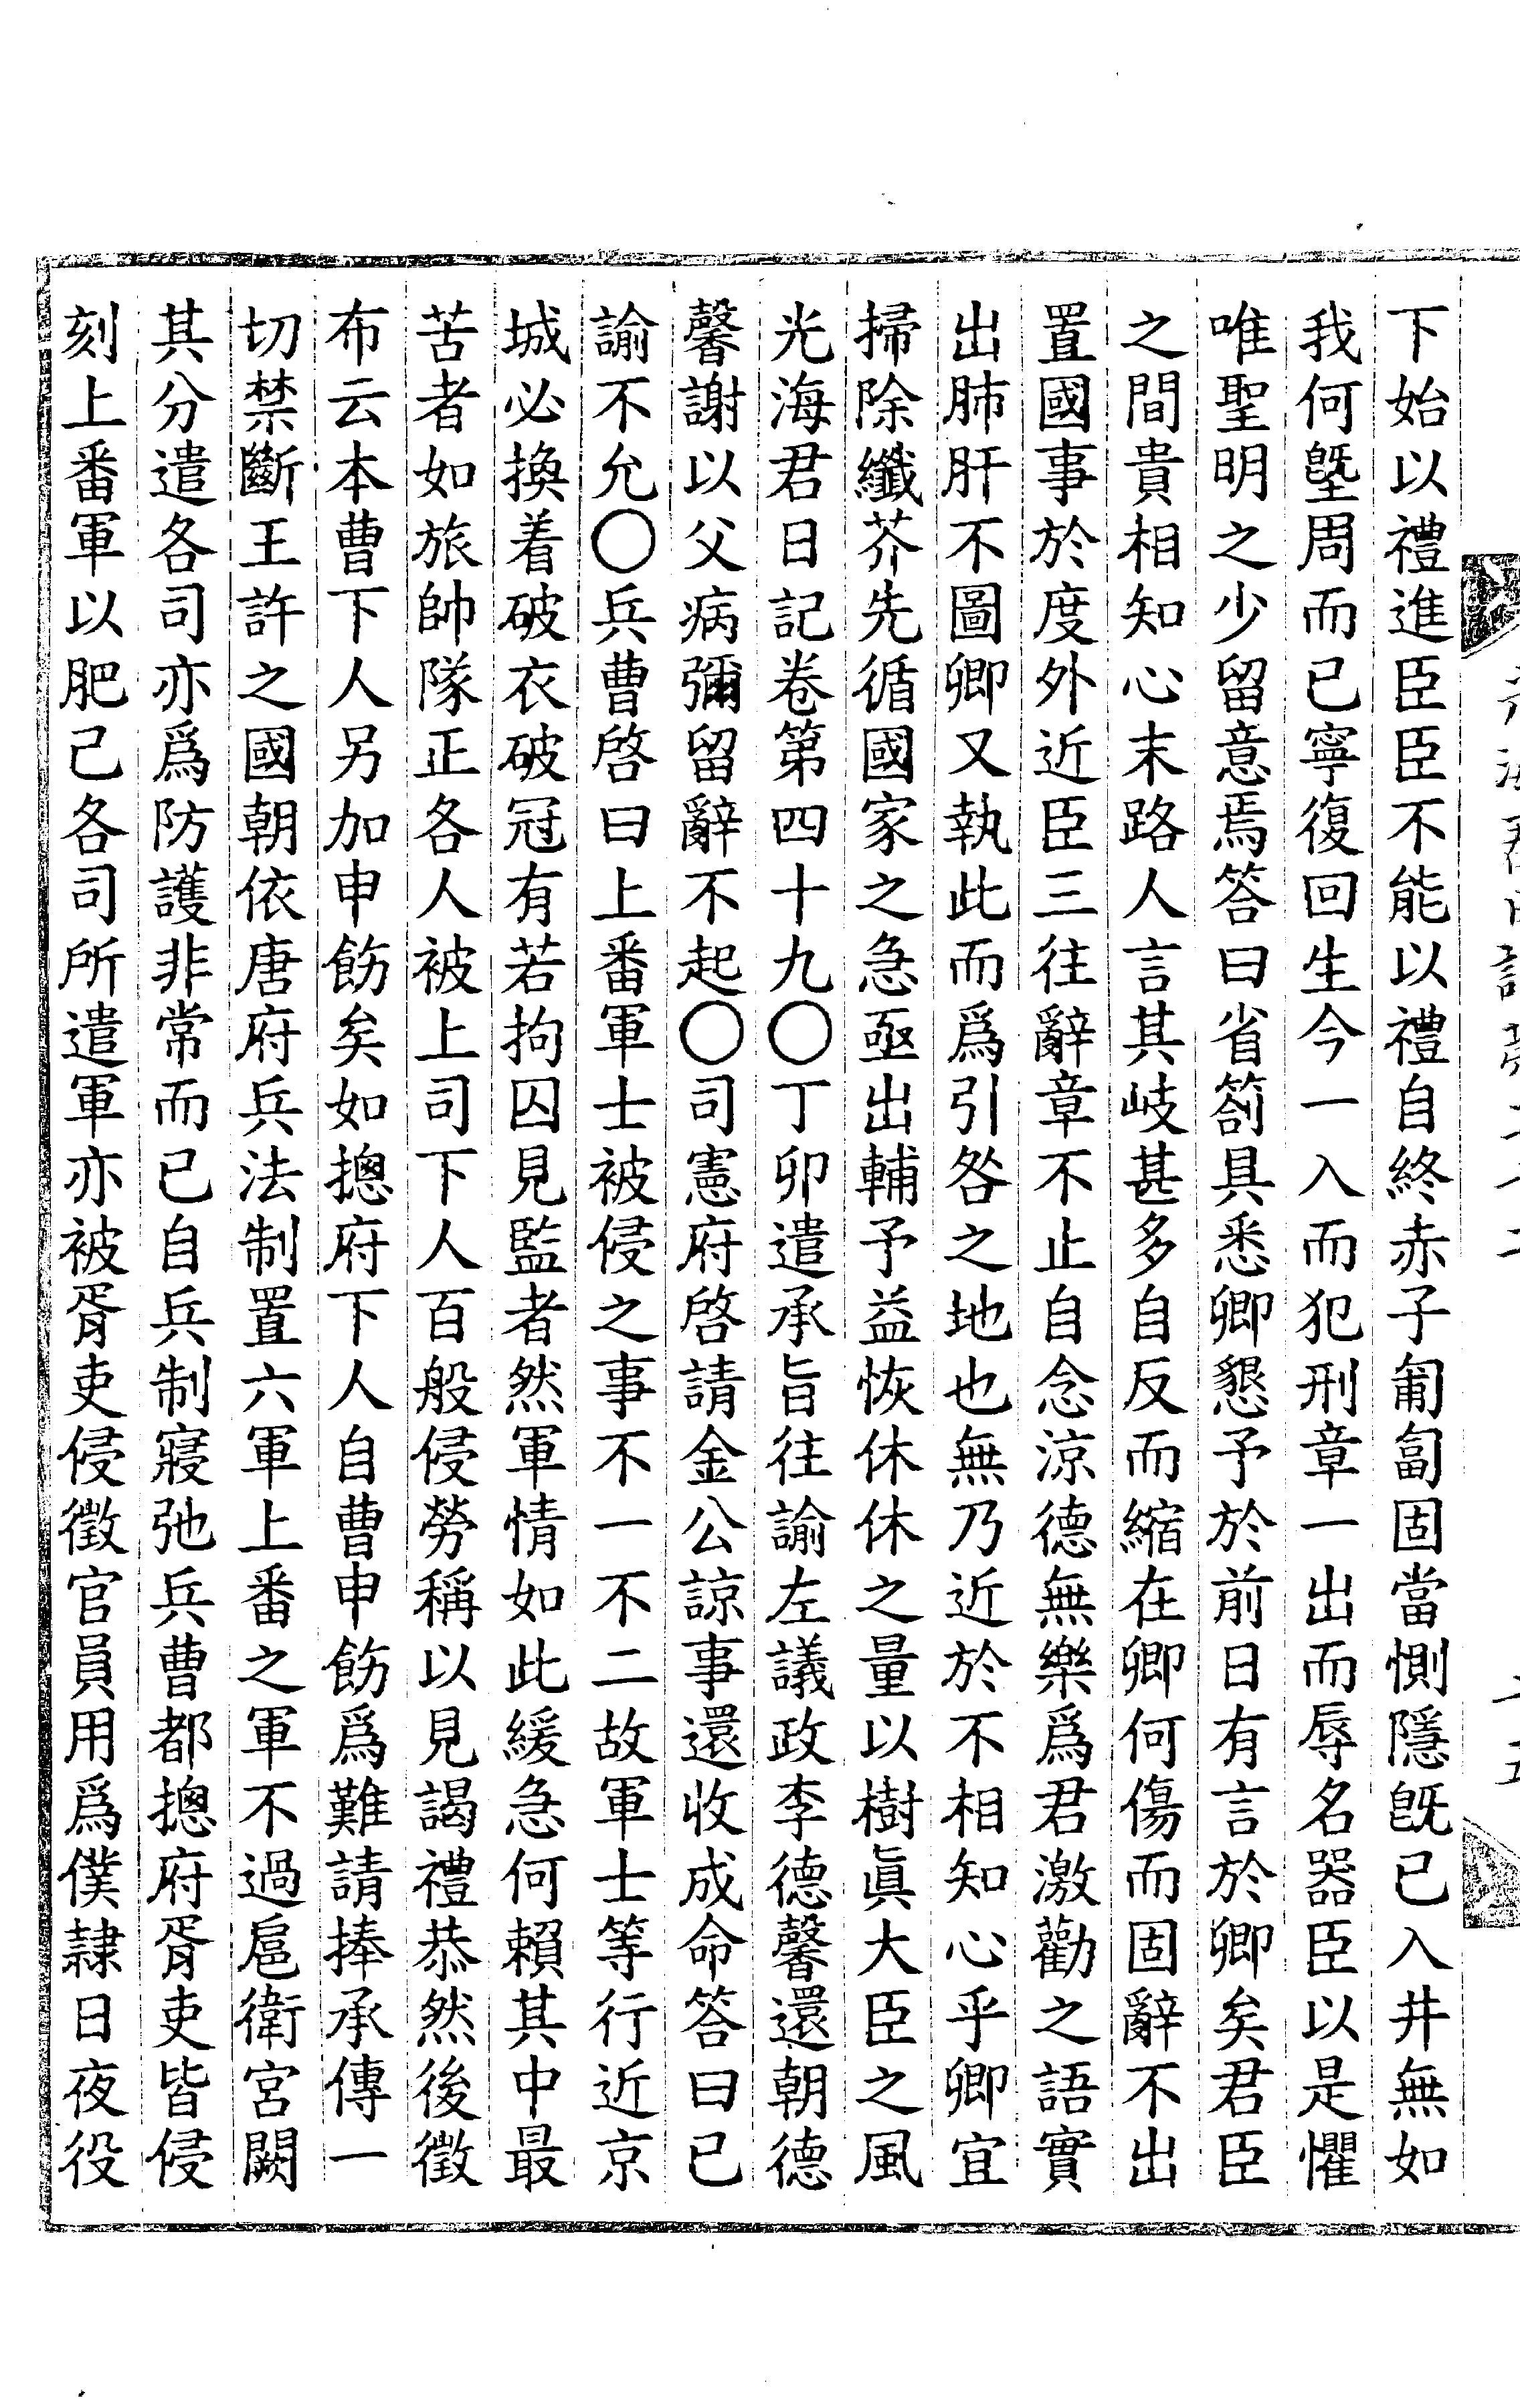 下始以禮進臣臣不能以禮自終赤子匍匐固當惻隱旣已入井無如
我何塈周而已寧復回生今一入而犯刑章一出而辱名器臣以是懼
唯聖明之少留意焉答曰省箚具悉卿懇予於前日有言於卿矣君臣
之間貴相知心末路人言其岐甚多自反而縮在卿何傷而固辭不出
置國事於度外近臣三往辭章不止自念涼德無樂爲君激勸之語實
出肺肝不圖卿又執此而爲引咎之地也無乃近於不相知心乎卿宜
掃除纖芥先循國家之急亟出輔予益恢休休之量以樹眞大臣之風
光海君日記卷第四十九〇丁卯遣承旨往諭左議政李德馨還朝德
馨謝以父病彌留辭不起〇司憲府啓請金公諒事還收成命答曰已
諭不允〇兵曹啓曰上番軍士被侵之事不一不二故軍士等行近京
城必換着破衣破冠有若拘囚見監者然軍情如此緩急何賴其中最
苦者如旅帥隊正各人被上司下人百般侵勞稱以見謁禮恭然後徵
布云本曹下人另加申飭矣如摠府下人自曹申飭爲難請捧承傳一
切禁斷王許之國朝依唐府兵法制置六軍上番之軍不過扈衛宮闕
其分遣各司亦爲防護非常而已自兵制寢弛兵曹都摠府胥吏皆侵
刻上番軍以肥己各司所遣軍亦被胥吏侵徵官員用爲僕隷日夜役